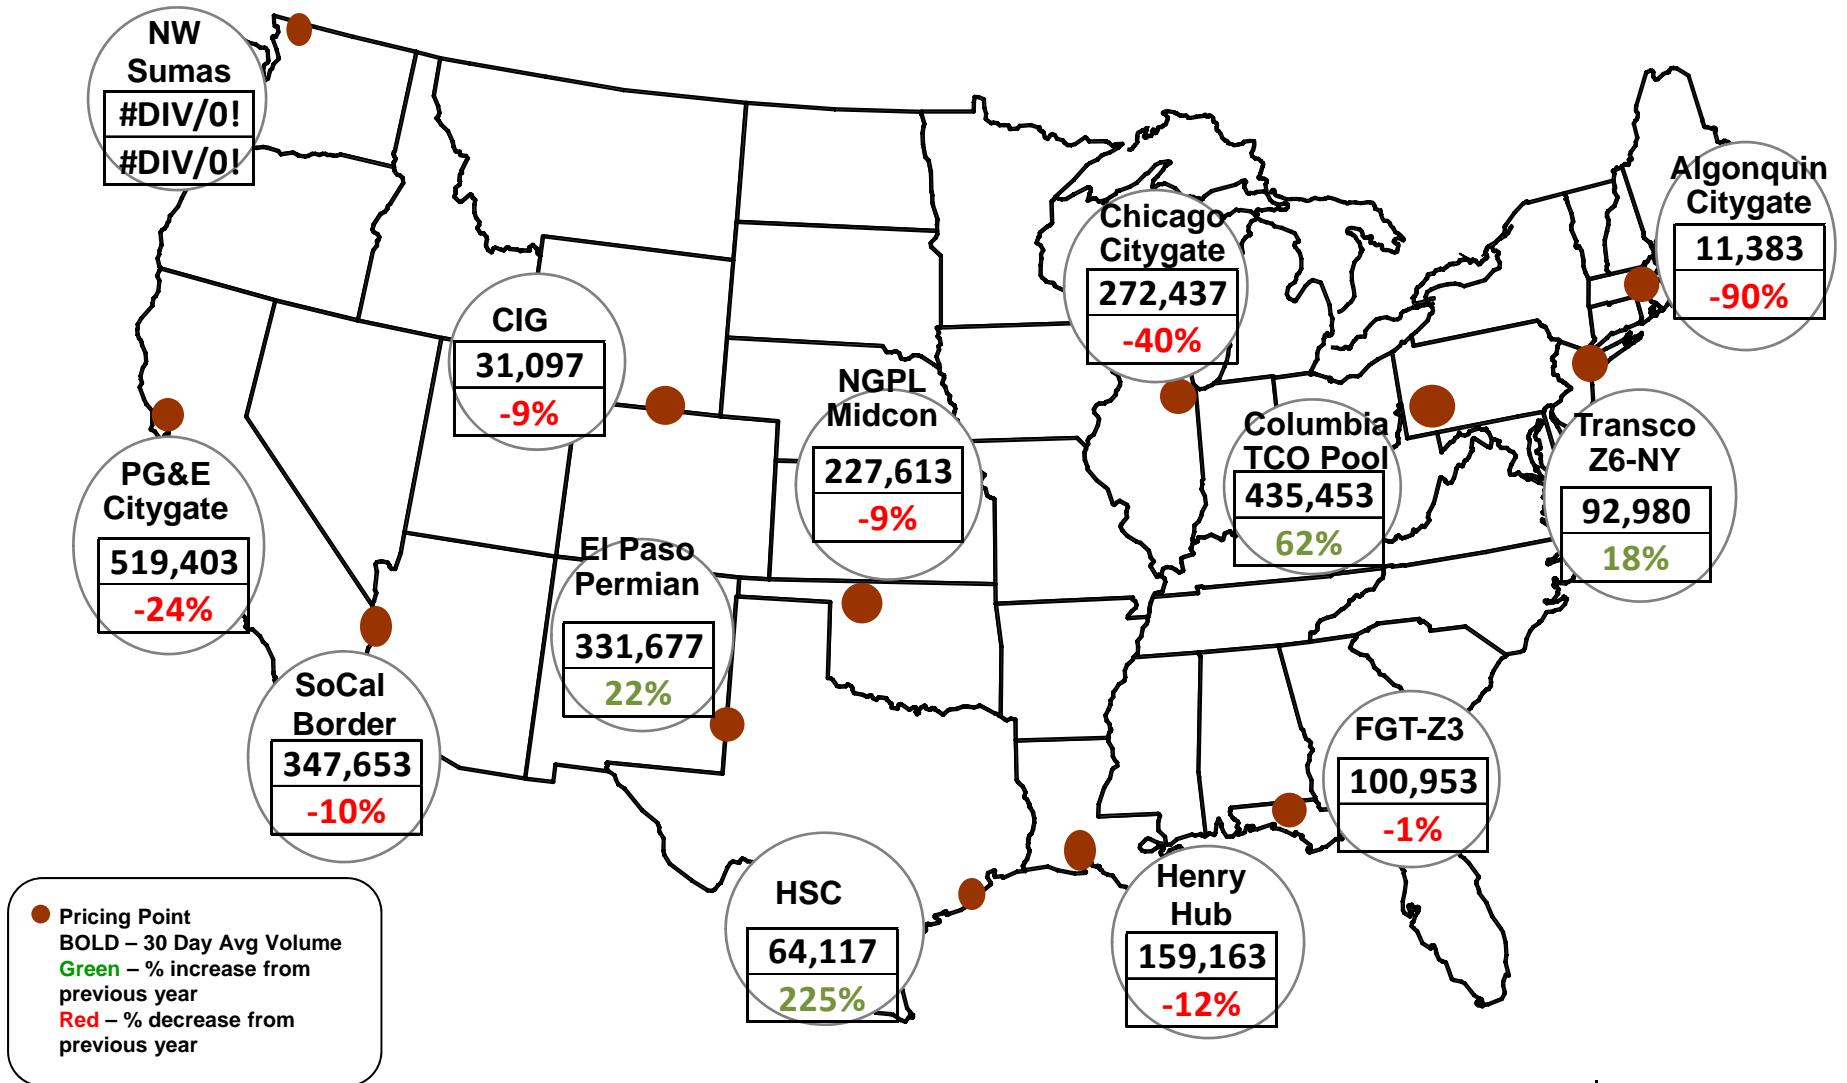 NW
Sumas
#DIV/0!
#DIV/0!
Algonquin
Citygate
11,383
-90%
Chicago
Citygate
272,437
-40%
CIG
31,097
-9%
NGPL
Midcon
227,613
-9%
Columbia
TCO Pool
435,453
62%
Transco
Z6-NY
92,980
18%
PG&E
Citygate
519,403
-24%
El Paso
Permian
331,677
22%
SoCal
Border
347,653
-10%
FGT-Z3
100,953
-1%
HSC
64,117
225%
Henry
Hub
159,163
-12%
Pricing Point
BOLD – 30 Day Avg Volume
Green – % increase from
previous year
Red – % decrease from
previous year